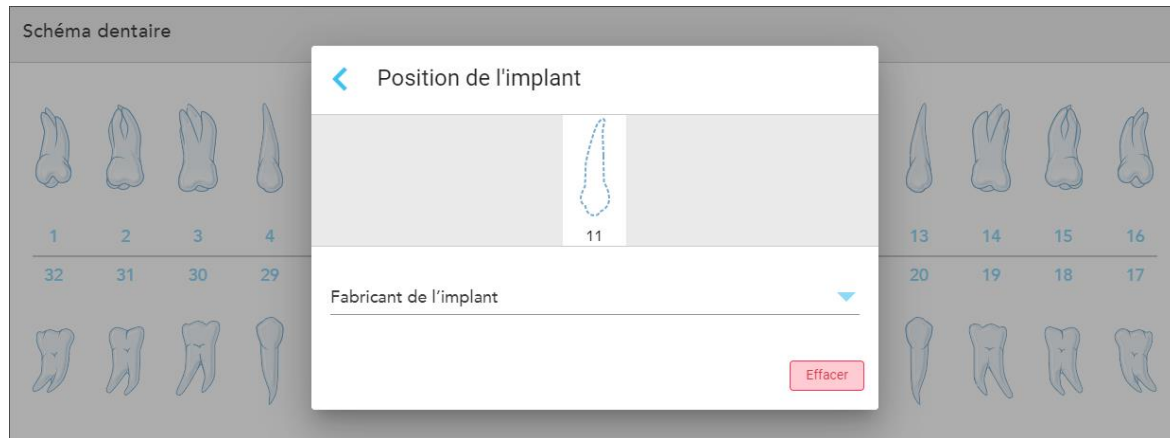 Schéma dentaire
Position de l'implant
11
1 2 3 4 13 14 15 16
32 31 30 29 20 19 18 17
Fabricant de l’implant
Effacer